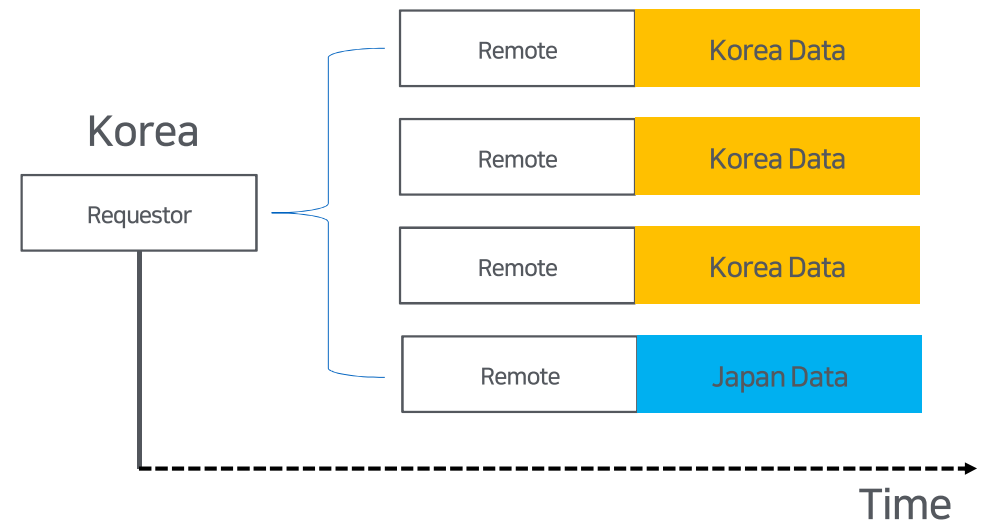 Korea
Requestor
Remote
Korea Data
Remote
Korea Data
Remote
Korea Data
Remote
Japan Data
Time